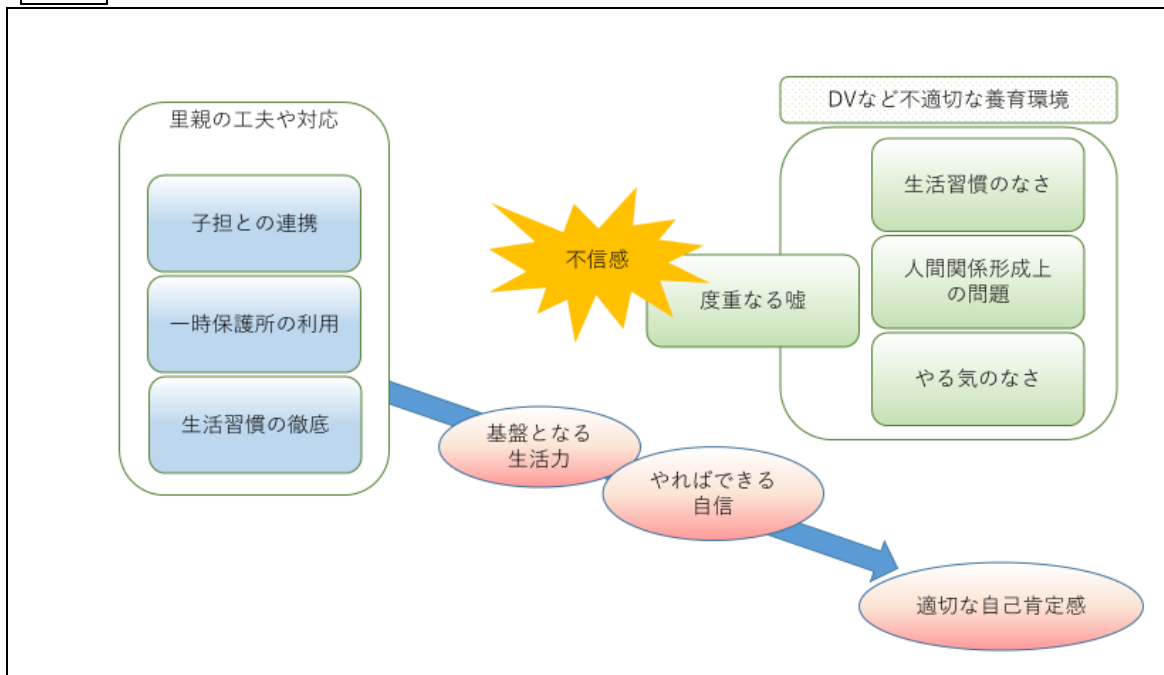 里親の工夫や対応
子担との連携
一時保護所の利用
生活習慣の徹底
不信感
度重なる嘘
DVなど不適切な養育環境
生活習慣のなさ
人間関係形成上
の問題
やる気のなさ
基盤となる
生活力
やればできる
自信
適切な自己肯定感